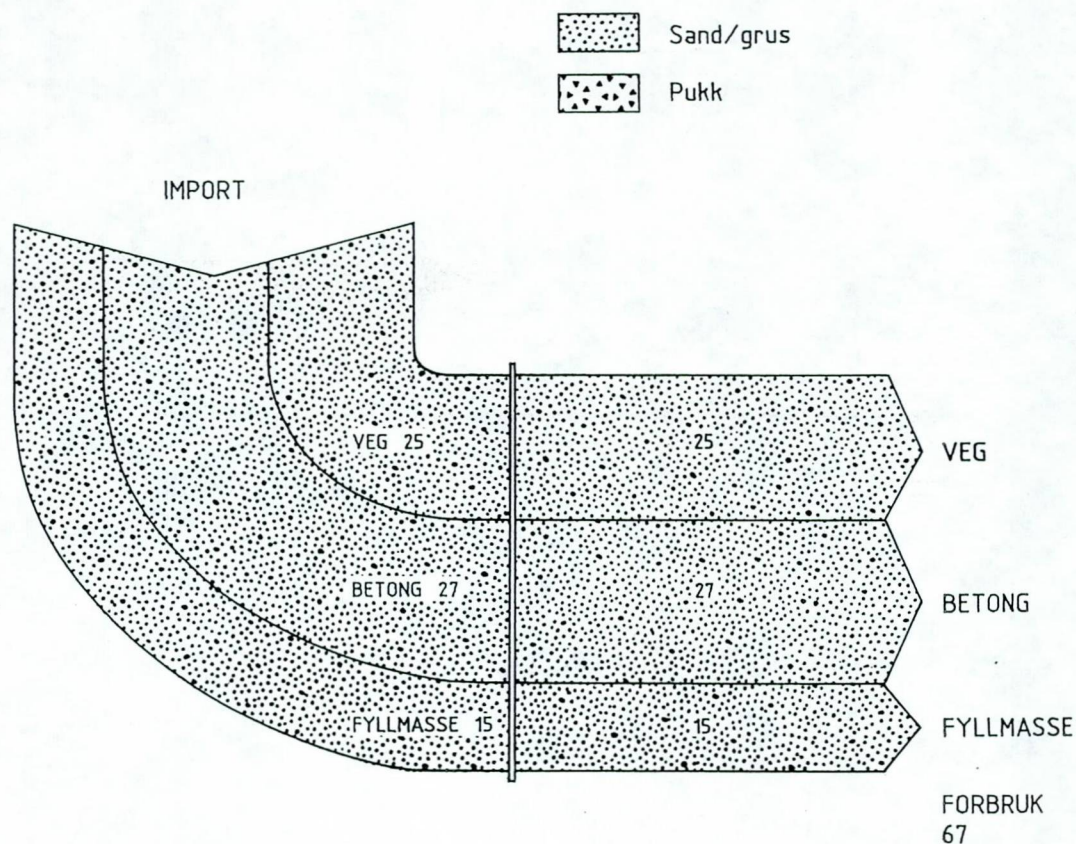 Sand/grus
Pukk
IMPORT
VEG 25
25
VEG
BETONG 27
27
BETONG
FYLLMASSE 15
15
FYLLMASSE
FORBRUK
67